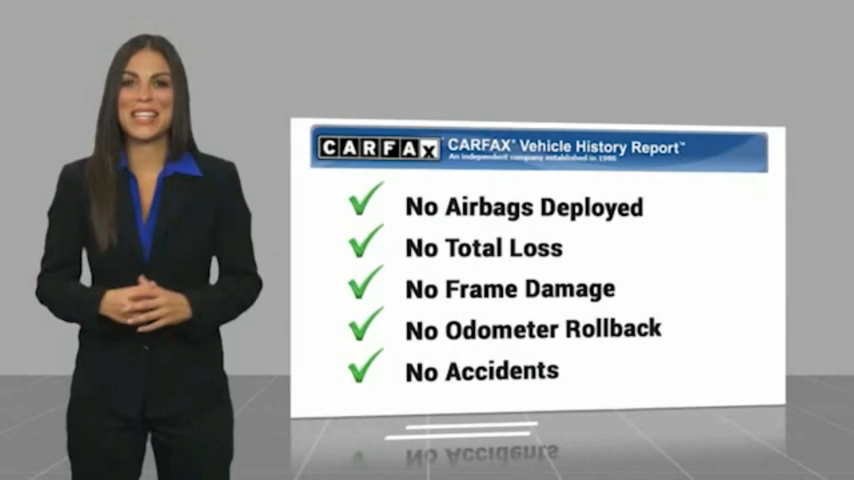 CARFAX CARFAX® Vehicle History Report™
An independent company established in 1986
No Airbags Deployed
No Total Loss
No Frame Damage
No Odometer Rollback
No Accidents
No Accidents